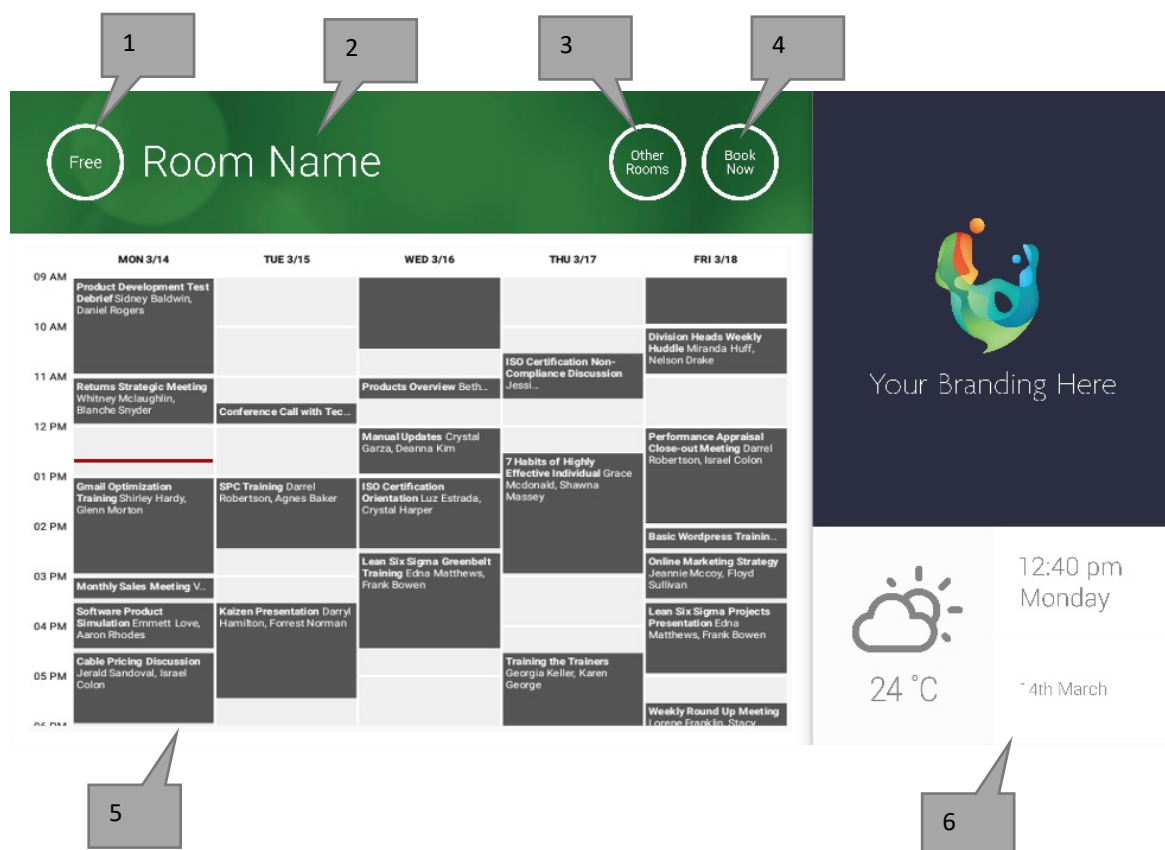 1
2
3
4
Free
Room Name
Other
Rooms
Book
Now
MON 3/14
TUE 3/15
WED 3/16
THU 3/17
FRI 3/18
09 AM
10 AM
11 AM
12 PM
01 PM
02 PM
03 PM
04 PM
05 PM
06 PM
Product Development Test
Debrief Sidney Baldwin,
Daniel Rogers
Returns Strategic Meeting
Whitney Mclaughlin,
Blanche Snyder
Gmail Optimization
Training Shirley Hardy,
Glenn Morton
Monthly Sales Meeting V...
Software Product
Simulation Emmett Love,
Aaron Rhodes
Cable Pricing Discussion
Jerald Sandoval, Israel
Colon
Conference Call with Tec...
SPC Training Darrel
Robertson, Agnes Baker
Kaizen Presentation Darryl
Hamilton, Forrest Norman
Products Overview Beth...
Manual Updates Crystal
Garza, Deanna Kim
ISO Certification
Orientation Luz Estrada,
Crystal Harper
Lean Six Sigma Greenbelt
Training Edna Matthews,
Frank Bowen
ISO Certification Non-
Compliance Discussion
Jessi...
7 Habits of Highly
Effective Individual Grace
Mcdonald, Shawna
Massey
Training the Trainers
Georgia Keller, Karen
George
Division Heads Weekly
Huddle Miranda Huff,
Nelson Drake
Performance Appraisal
Close-out Meeting Darrel
Robertson, Israel Colon
Basic Wordpress Trainin...
Online Marketing Strategy
Jeannie Mccoy, Floyd
Sullivan
Lean Six Sigma Projects
Presentation Edna
Matthews, Frank Bowen
Weekly Round Up Meeting
Lorene Franklin, Stacy
Your Branding Here
24 °C
12:40 pm
Monday
14th March
5
6